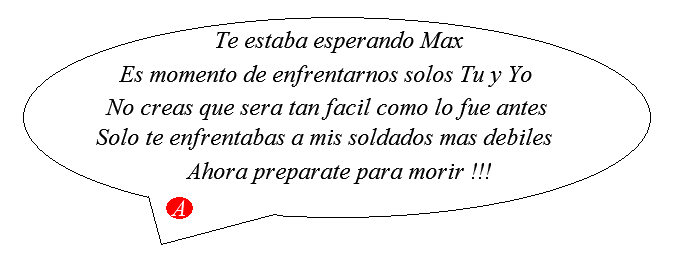 Te estaba esperando Max
Es momento de enfrentarnos solos Tu y Yo
No creas que sera tan facil como lo fue antes
Solo te enfrentabas a mis soldados mas debiles
Ahora preparate para morir !!!
A